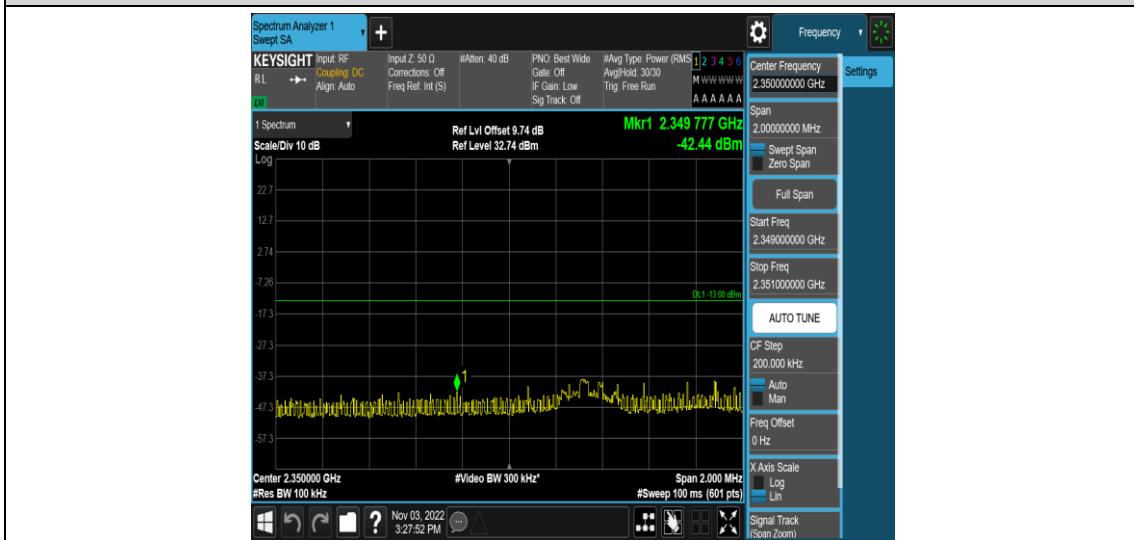 Spectrum Analyzer 1
Swept SA
+
Frequency
KEYSIGHT
RL
LNI
Input: RF
Coupling: DC
Align: Auto
Input Z: 50 Ω
Corrections: Off
Freq Ref: Int (S)
#Atten: 40 dB
PNO: Best Wide
Gate: Off
IF Gain: Low
Sig Track: Off
#Avg Type: Power (RMS
Avg|Hold: 30/30
Trig: Free Run
1 2 3 4 5 6
M W W W W W
A A A A A A
Center Frequency
2.350000000 GHz
Settings
Span
2.00000000 MHz
Swept Span
Zero Span
Full Span
Start Freq
2.349000000 GHz
Stop Freq
2.351000000 GHz
AUTO TUNE
CF Step
200.000 kHz
Auto
Man
Freq Offset
0 Hz
X Axis Scale
Log
Lin
Signal Track
(Span Zoom)
1 Spectrum
Scale/Div 10 dB
Log
Ref Lvl Offset 9.74 dB
Ref Level 32.74 dBm
Mkr1 2.349 777 GHz
-42.44 dBm
22.7
12.7
2.74
-7.26
DL1 -13.00 dBm
-17.3
-27.3
-37.3
1
-47.3
-57.3
Center 2.350000 GHz
#Res BW 100 kHz
#Video BW 300 kHz*
Span 2.000 MHz
#Sweep 100 ms (601 pts)
?
Nov 03, 2022
3:27:52 PM